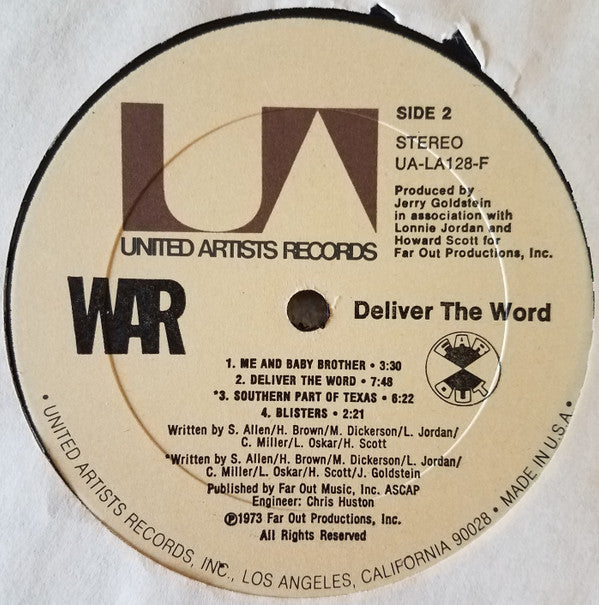 UA
UNITED ARTISTS RECORDS
SIDE 2
STEREO
UA-LA128-F
Produced by
Jerry Goldstein
in association with
Lonnie Jordan and
Howard Scott for
Far Out Productions, Inc.
WAR
Deliver The Word
FAR
OUT
1. ME AND BABY BROTHER • 3:30
2. DELIVER THE WORD • 7:48
*3. SOUTHERN PART OF TEXAS • 6:22
4. BLISTERS • 2:21
Written by S. Allen/H. Brown/M. Dickerson/L. Jordan/
C. Miller/L. Oskar/H. Scott
*Written by S. Allen/H. Brown/M. Dickerson/L. Jordan/
C. Miller/L. Oskar/H. Scott/J. Goldstein
Published by Far Out Music, Inc. ASCAP
Engineer: Chris Huston
℗1973 Far Out Productions, Inc.
All Rights Reserved
• UNITED ARTISTS RECORDS, INC., LOS ANGELES, CALIFORNIA 90028 • MADE IN U.S.A. •